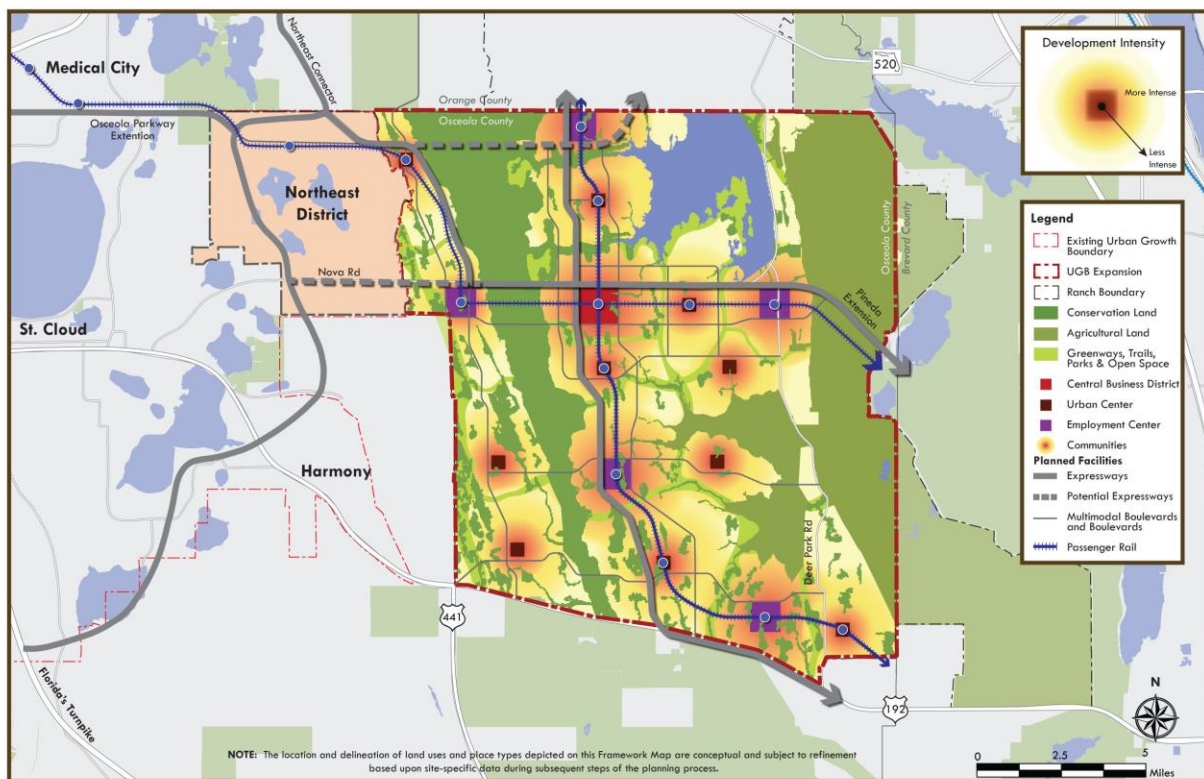 Medical City
Northeast Connector
Osceola Parkway
Extention
Orange County
Osceola County
520
Northeast
District
Nova Rd
St. Cloud
Harmony
441
Florida's Turnpike
Osceola County
Brevard County
Pineda
Extension
Deer Park Rd
192
Development Intensity
More Intense
Less
Intense
Legend
Existing Urban Growth
Boundary
UGB Expansion
Ranch Boundary
Conservation Land
Agricultural Land
Greenways, Trails,
Parks & Open Space
Central Business District
Urban Center
Employment Center
Communities
Planned Facilities
Expressways
Potential Expressways
Multimodal Boulevards
and Boulevards
Passenger Rail
N
0 2.5 5
Miles
NOTE: The location and delineation of land uses and place types depicted on this Framework Map are conceptual and subject to refinement
based upon site-specific data during subsequent steps of the planning process.